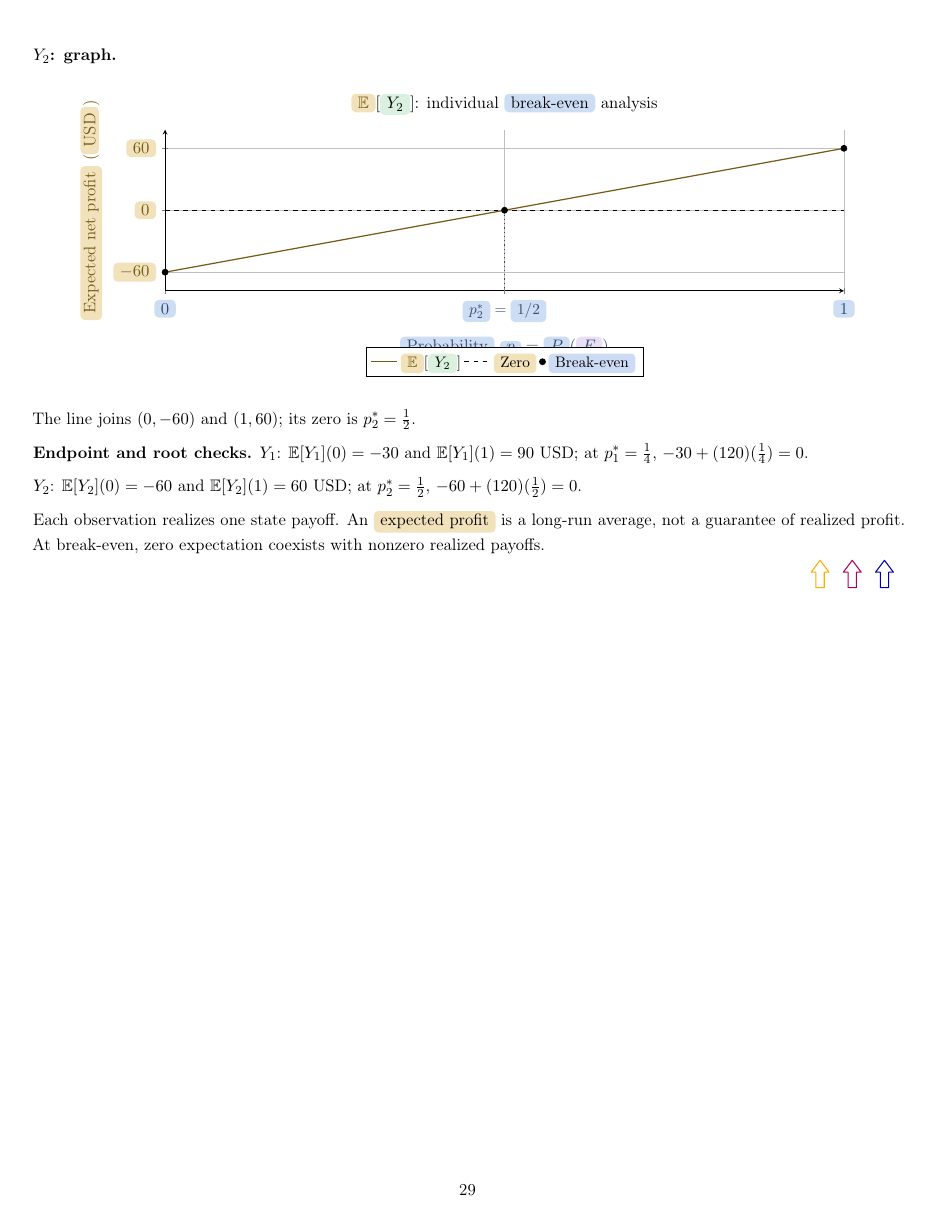 Y₂: graph.
𝔼[Y₂]: individual break-even analysis
Expected net profit (USD)
60
0
−60
0
p₂* = 1/2
1
Probability p = P(F)
𝔼[Y₂] Zero Break-even
The line joins (0, −60) and (1, 60); its zero is p₂* = 1/2.
Endpoint and root checks. Y₁: 𝔼[Y₁](0) = −30 and 𝔼[Y₁](1) = 90 USD; at p₁* = 1/4, −30 + (120)(1/4) = 0.
Y₂: 𝔼[Y₂](0) = −60 and 𝔼[Y₂](1) = 60 USD; at p₂* = 1/2, −60 + (120)(1/2) = 0.
Each observation realizes one state payoff. An expected profit is a long-run average, not a guarantee of realized profit.
At break-even, zero expectation coexists with nonzero realized payoffs.
29